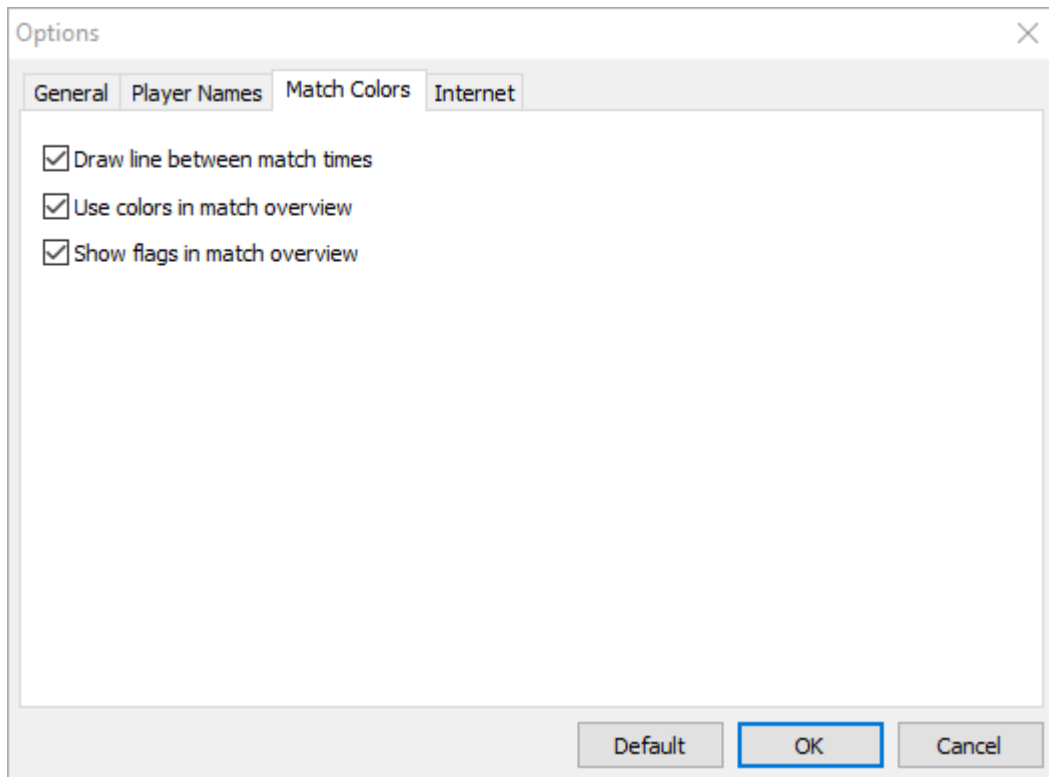 Options
General Player Names Match Colors Internet
Draw line between match times
Use colors in match overview
Show flags in match overview
Default OK Cancel